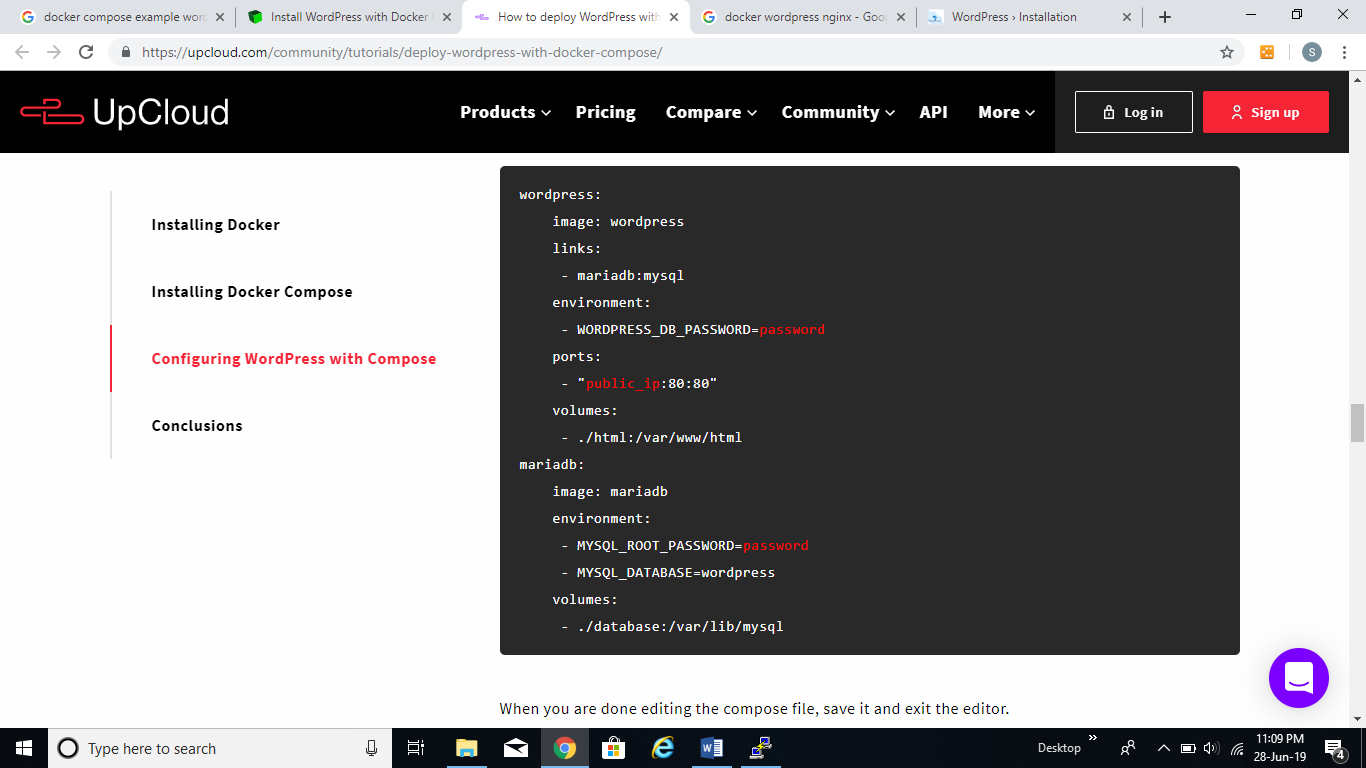 docker compose example wor
Install WordPress with Docker
How to deploy WordPress with
docker wordpress nginx - Goo
WordPress › Installation
https://upcloud.com/community/tutorials/deploy-wordpress-with-docker-compose/
S
UpCloud
Products
Pricing
Compare
Community
API
More
Log in
Sign up
Installing Docker
Installing Docker Compose
Configuring WordPress with Compose
Conclusions
wordpress:
image: wordpress
links:
- mariadb:mysql
environment:
- WORDPRESS_DB_PASSWORD=password
ports:
- "public_ip:80:80"
volumes:
- ./html:/var/www/html
mariadb:
image: mariadb
environment:
- MYSQL_ROOT_PASSWORD=password
- MYSQL_DATABASE=wordpress
volumes:
- ./database:/var/lib/mysql
When you are done editing the compose file, save it and exit the editor.
Type here to search
Desktop
11:09 PM
28-Jun-19
4